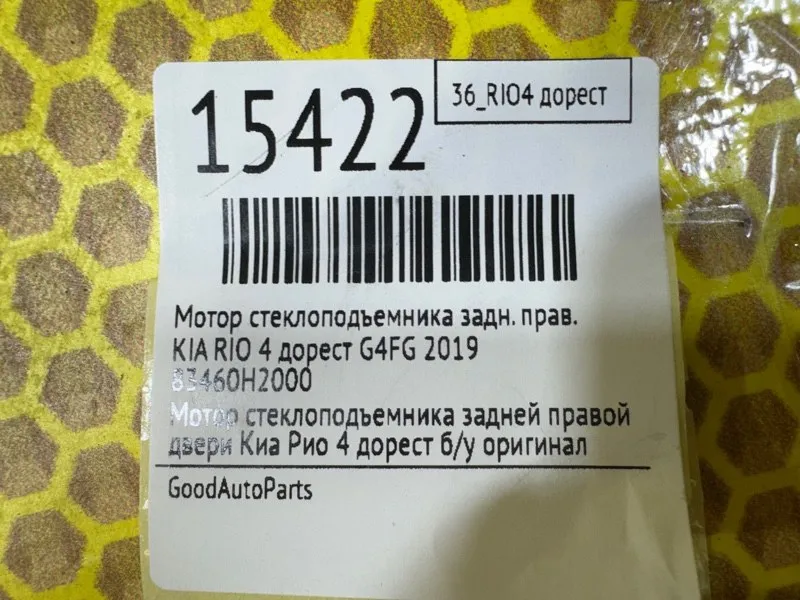 15422
36_RIO4 дорест
Мотор стеклоподъемника задн. прав.
KIA RIO 4 дорест G4FG 2019
83460H2000
Мотор стеклоподъемника задней правой
двери Киа Рио 4 дорест б/у оригинал
GoodAutoParts